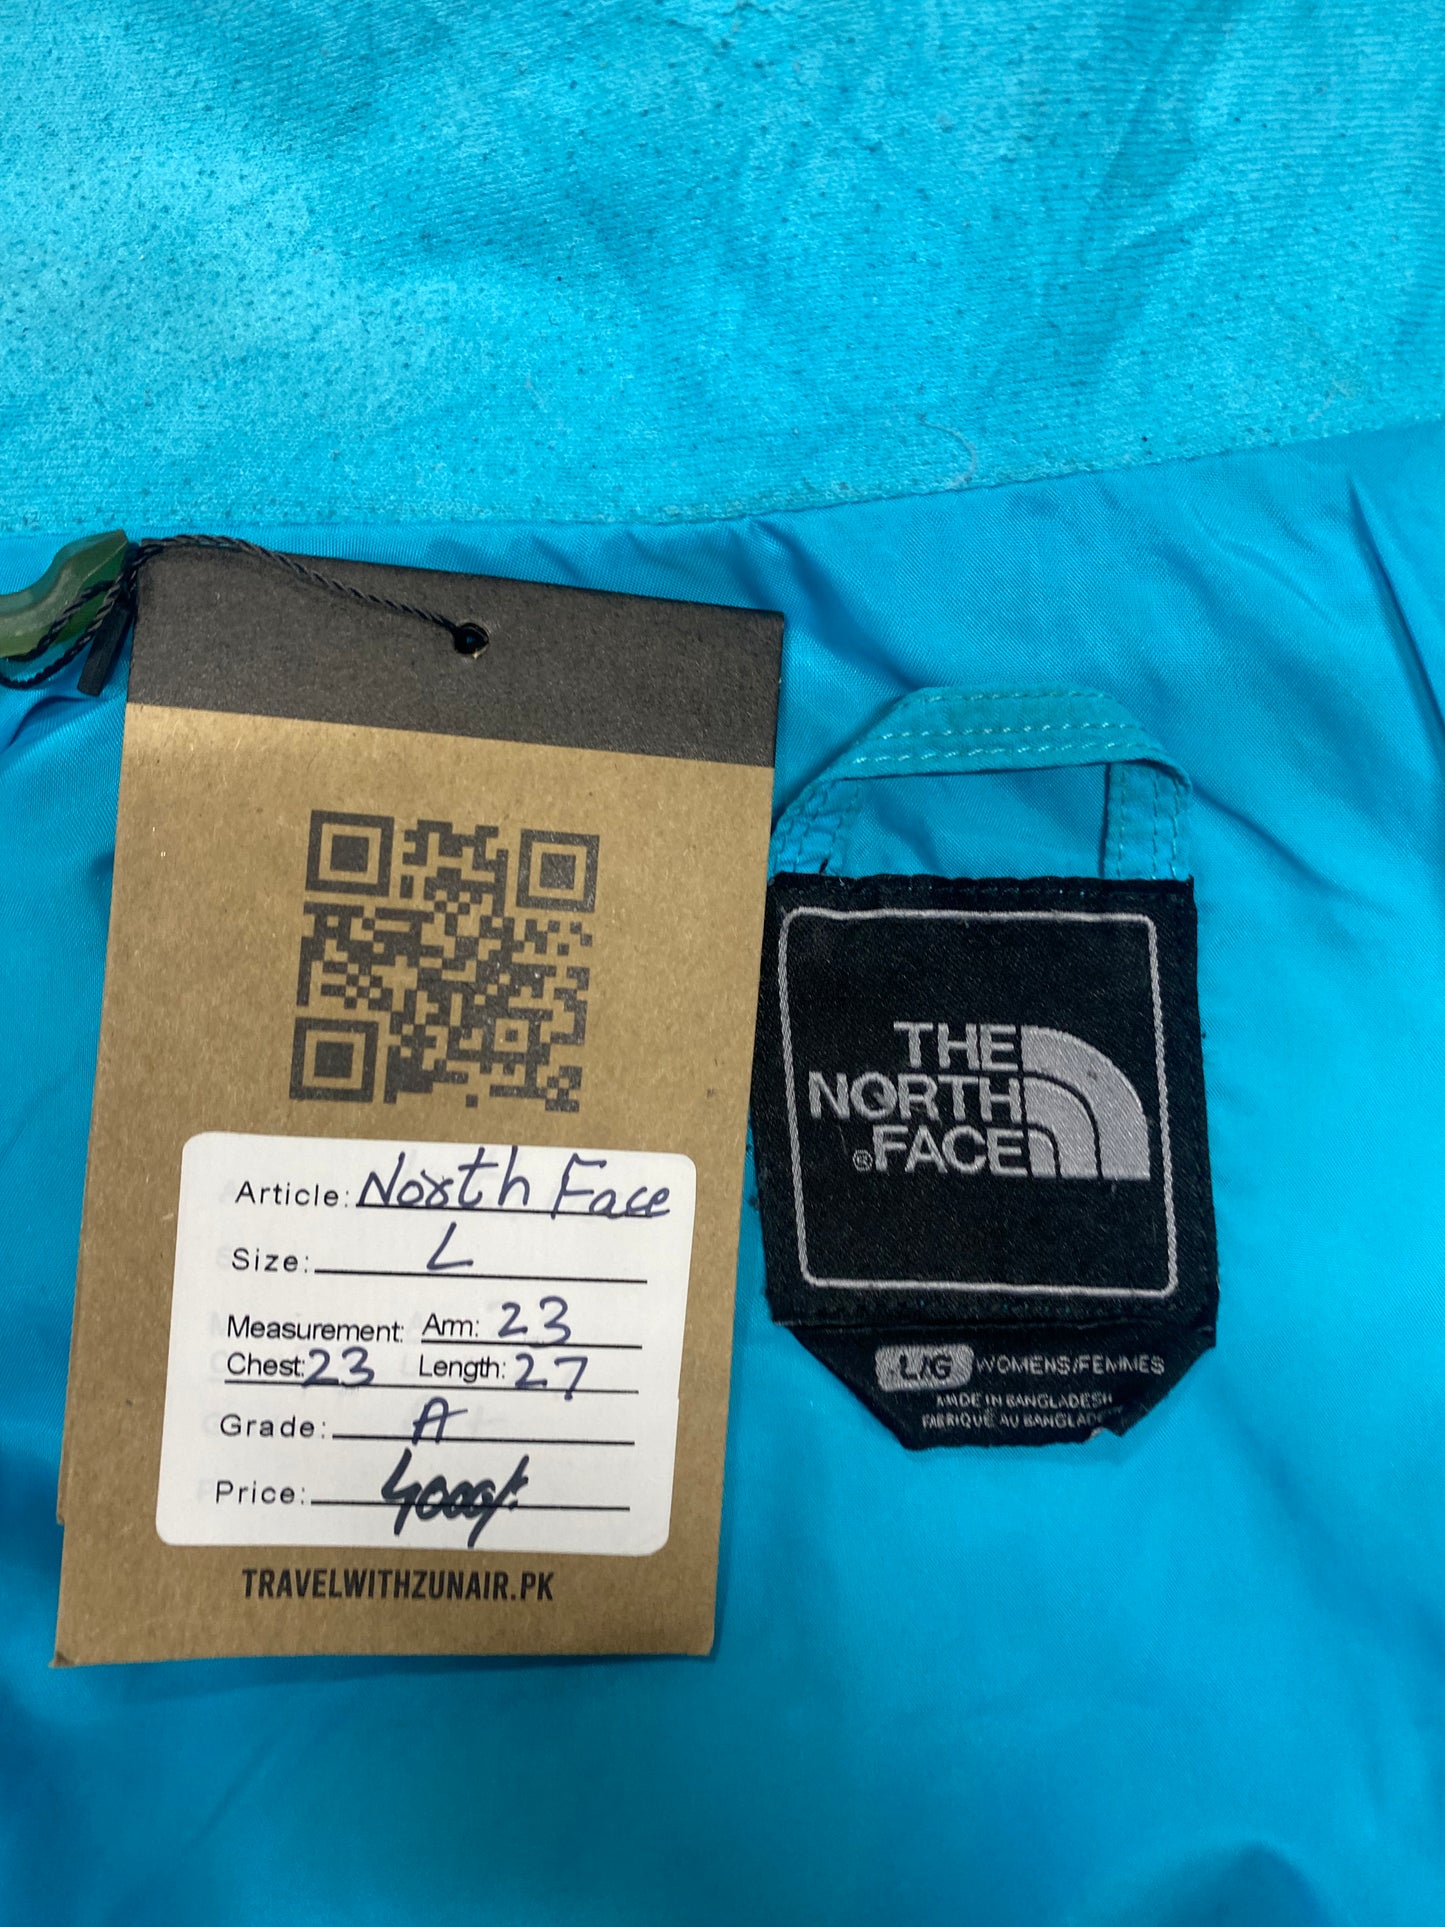 Article: North Face
Size: L
Measurement: Arm: 23
Chest: 23 Length: 27
Grade: A
Price: 4000/-
TRAVELWITHZUNAIR.PK
THE
NORTH
FACE
®
L/G WOMENS/FEMMES
MADE IN BANGLADESH
FABRIQUÉ AU BANGLADESH